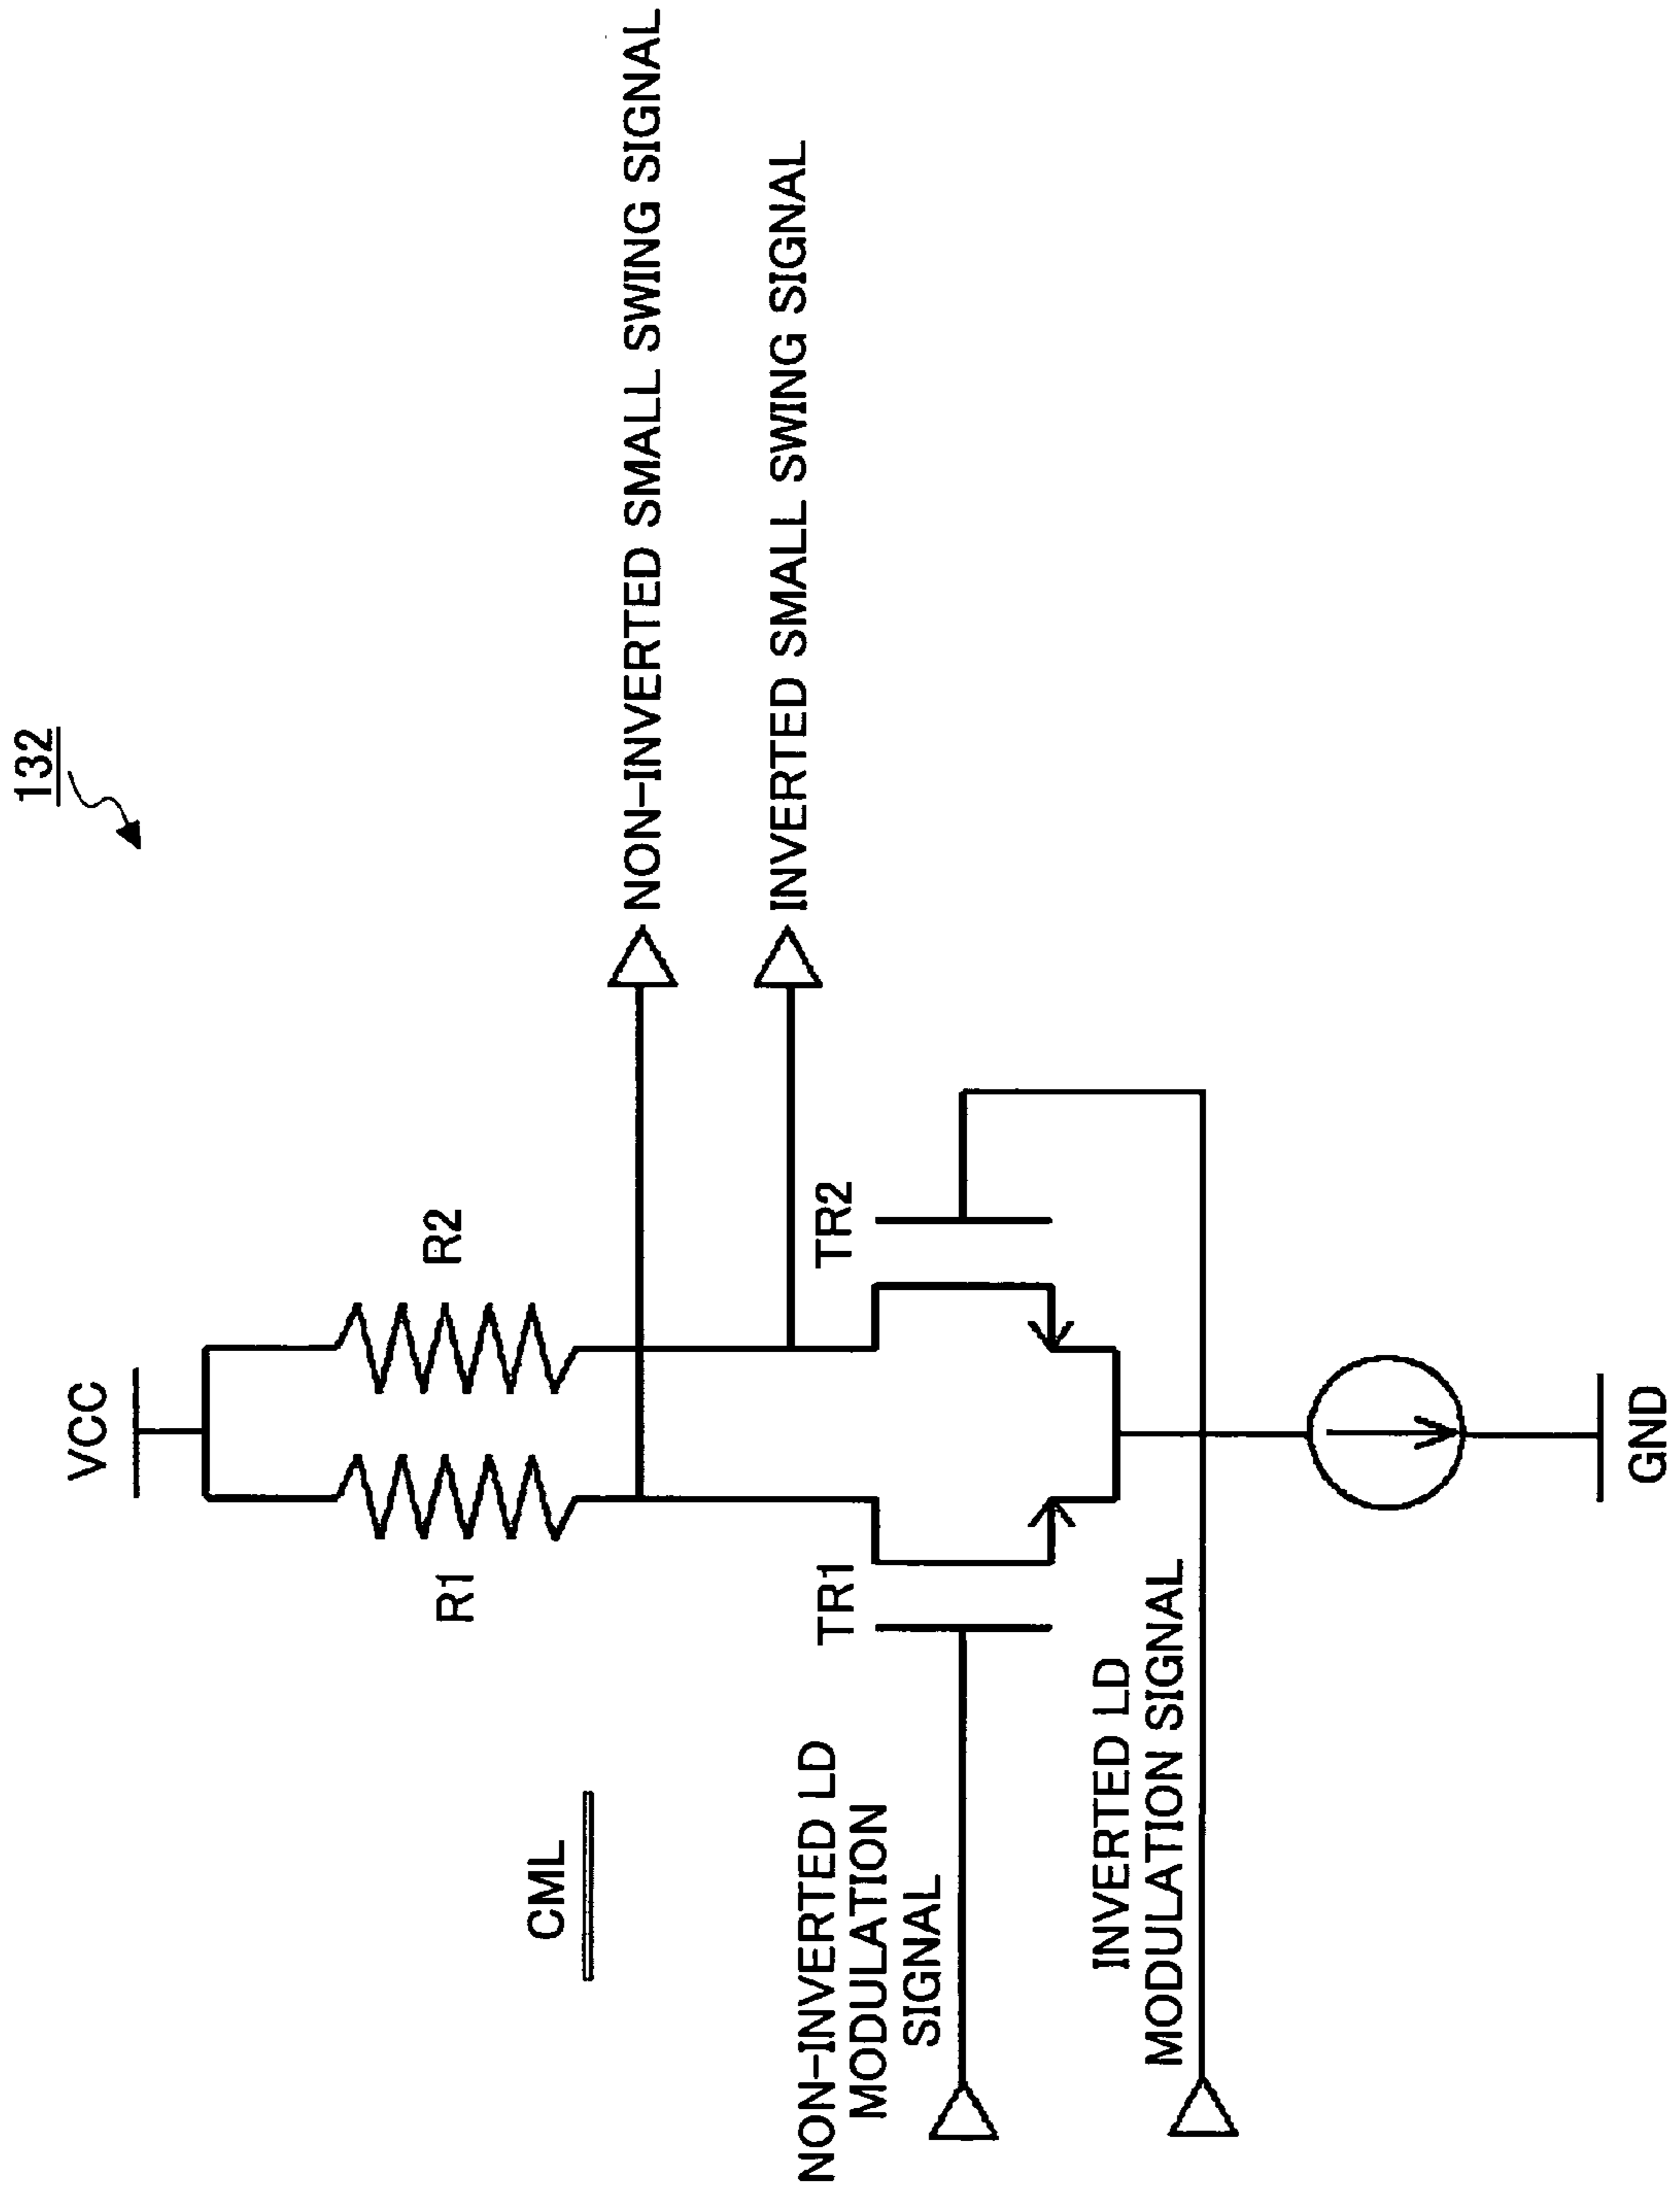 132
VCC
R1
R2
CML
NON-INVERTED SMALL SWING SIGNAL
INVERTED SMALL SWING SIGNAL
NON-INVERTED LD
MODULATION
SIGNAL
TR1
TR2
INVERTED LD
MODULATION SIGNAL
GND